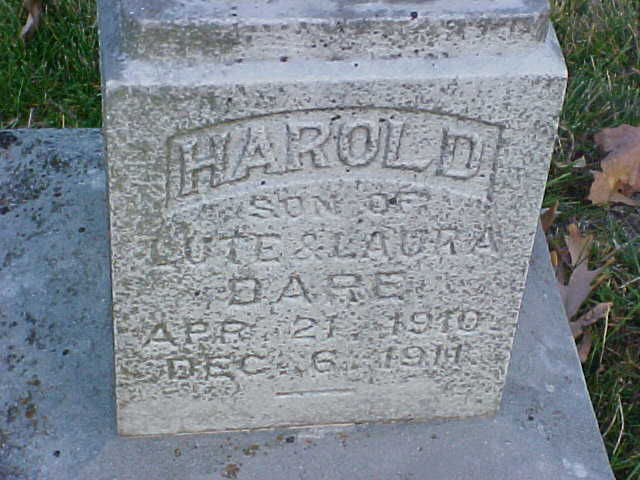 HAROLD
SON OF
LUTE & LAURA
DARE
APR. 21. 1910
DEC. 6. 1911